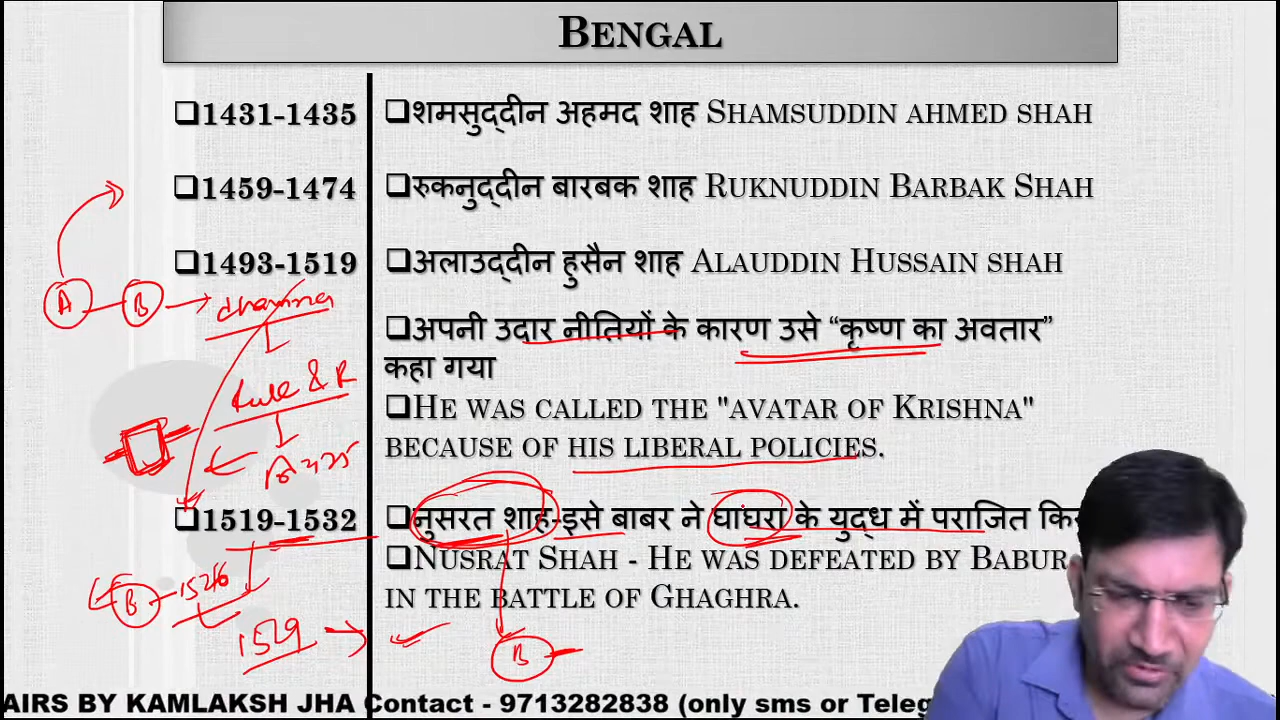 BENGAL
❑1431-1435 ❑शमसुद्दीन अहमद शाह SHAMSUDDIN AHMED SHAH
❑1459-1474 ❑रुकनुद्दीन बारबक शाह RUKNUDDIN BARBAK SHAH
❑1493-1519 ❑अलाउद्दीन हुसैन शाह ALAUDDIN HUSSAIN SHAH
A B
❑अपनी उदार नीतियों के कारण उसे “कृष्ण का अवतार”
कहा गया
Rule & R
❑HE WAS CALLED THE "AVATAR OF KRISHNA"
BECAUSE OF HIS LIBERAL POLICIES.
❑1519-1532 ❑नुसरत शाह-इसे बाबर ने घाघरा के युद्ध में पराजित
❑NUSRAT SHAH - HE WAS DEFEATED BY BABUR
B 1526
IN THE BATTLE OF GHAGHRA.
1529
B
AIRS BY KAMLAKSH JHA Contact - 9713282838 (only sms or Teleg